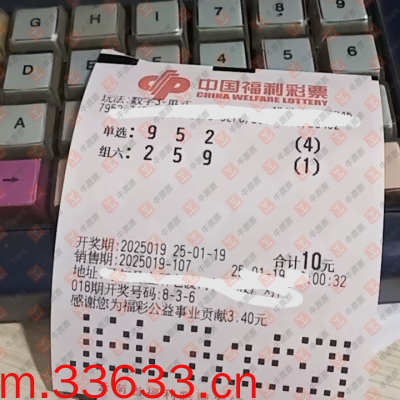 中国福利彩票
CHINA WELFARE LOTTERY
单选: 9 5 2 (4)
组六: 2 5 9 (1)
开奖期:2025019 25-01-19 合计10元
销售期:2025019-107 25-01-19 :00:32
地址:
018期开奖号码:8-3-6
感谢您为福彩公益事业贡献3.40元
m.33633.cn